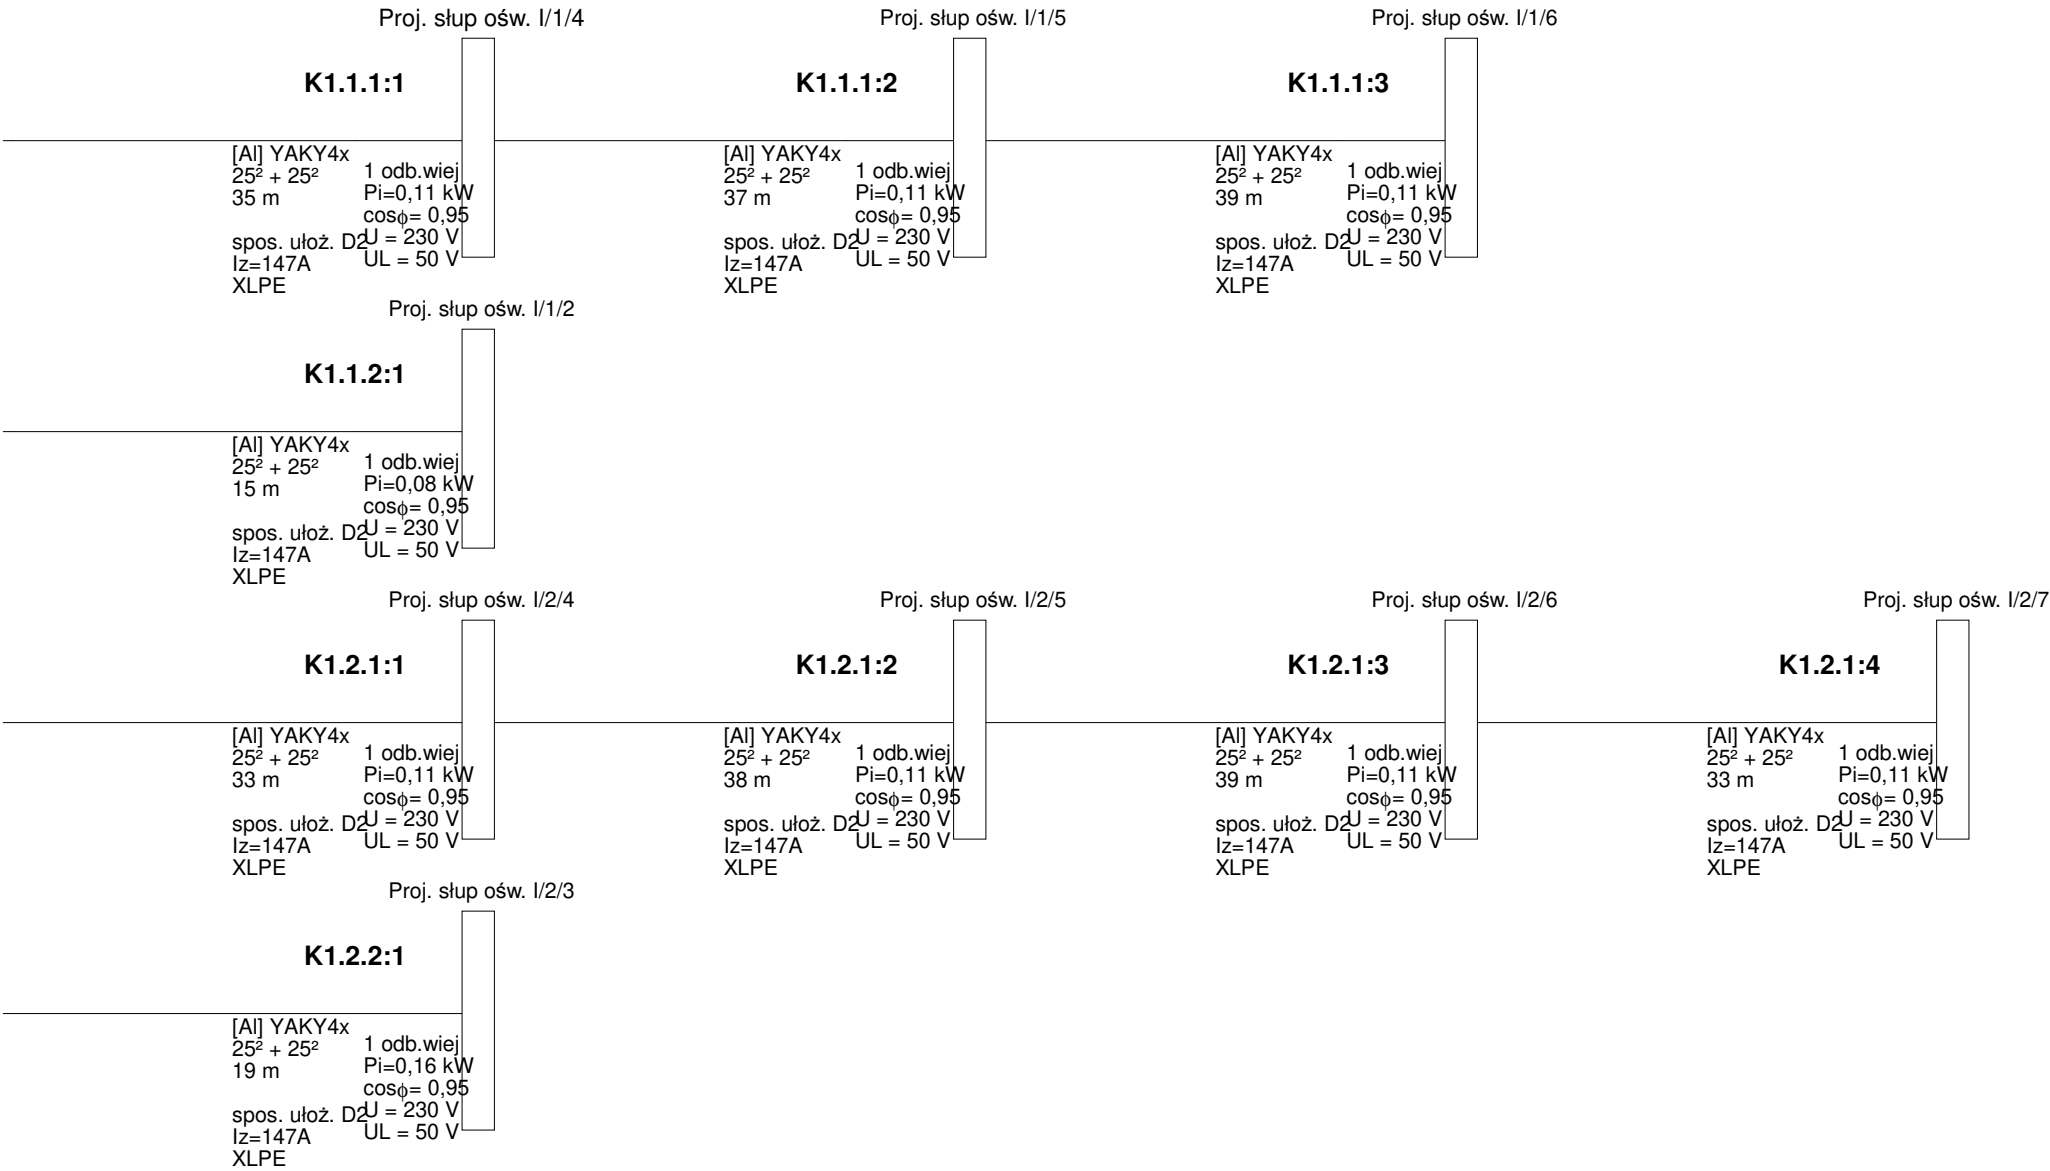 Proj. słup ośw. I/1/4
K1.1.1:1
[Al] YAKY4x
25² + 25²
35 m
spos. ułoż. D2
Iz=147A
XLPE
1 odb.wiej
Pi=0,11 kW
cosϕ= 0,95
U = 230 V
UL = 50 V
Proj. słup ośw. I/1/5
K1.1.1:2
[Al] YAKY4x
25² + 25²
37 m
spos. ułoż. D2
Iz=147A
XLPE
1 odb.wiej
Pi=0,11 kW
cosϕ= 0,95
U = 230 V
UL = 50 V
Proj. słup ośw. I/1/6
K1.1.1:3
[Al] YAKY4x
25² + 25²
39 m
spos. ułoż. D2
Iz=147A
XLPE
1 odb.wiej
Pi=0,11 kW
cosϕ= 0,95
U = 230 V
UL = 50 V
Proj. słup ośw. I/1/2
K1.1.2:1
[Al] YAKY4x
25² + 25²
15 m
spos. ułoż. D2
Iz=147A
XLPE
1 odb.wiej
Pi=0,08 kW
cosϕ= 0,95
U = 230 V
UL = 50 V
Proj. słup ośw. I/2/4
K1.2.1:1
[Al] YAKY4x
25² + 25²
33 m
spos. ułoż. D2
Iz=147A
XLPE
1 odb.wiej
Pi=0,11 kW
cosϕ= 0,95
U = 230 V
UL = 50 V
Proj. słup ośw. I/2/5
K1.2.1:2
[Al] YAKY4x
25² + 25²
38 m
spos. ułoż. D2
Iz=147A
XLPE
1 odb.wiej
Pi=0,11 kW
cosϕ= 0,95
U = 230 V
UL = 50 V
Proj. słup ośw. I/2/6
K1.2.1:3
[Al] YAKY4x
25² + 25²
39 m
spos. ułoż. D2
Iz=147A
XLPE
1 odb.wiej
Pi=0,11 kW
cosϕ= 0,95
U = 230 V
UL = 50 V
Proj. słup ośw. I/2/7
K1.2.1:4
[Al] YAKY4x
25² + 25²
33 m
spos. ułoż. D2
Iz=147A
XLPE
1 odb.wiej
Pi=0,11 kW
cosϕ= 0,95
U = 230 V
UL = 50 V
Proj. słup ośw. I/2/3
K1.2.2:1
[Al] YAKY4x
25² + 25²
19 m
spos. ułoż. D2
Iz=147A
XLPE
1 odb.wiej
Pi=0,16 kW
cosϕ= 0,95
U = 230 V
UL = 50 V